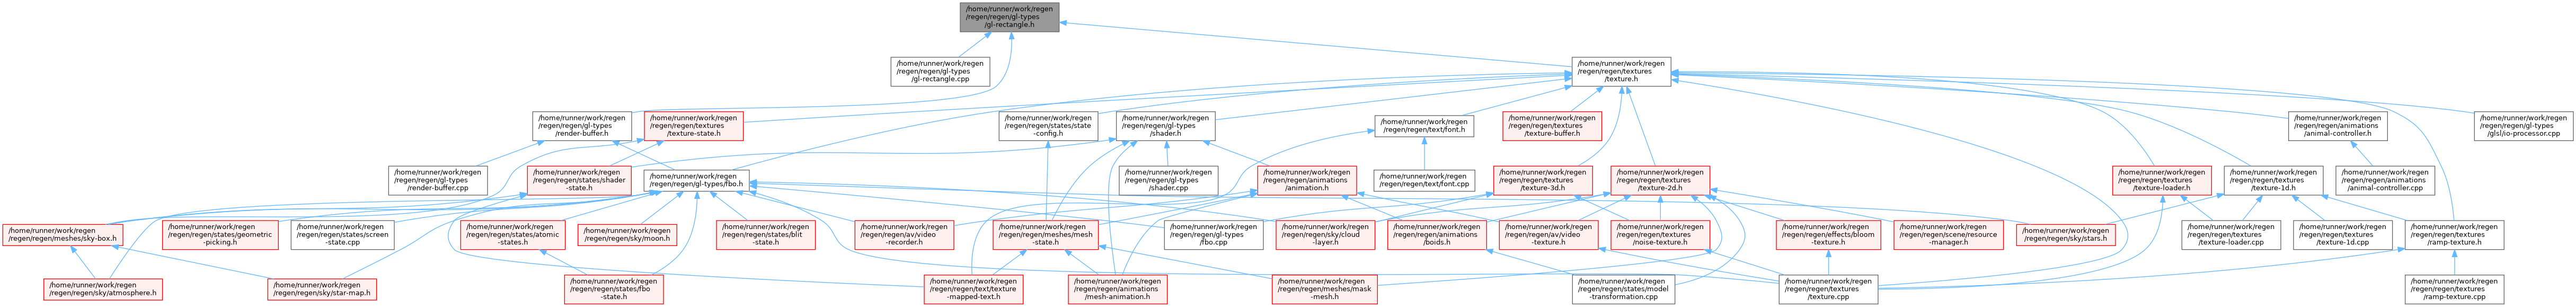 /home/runner/work/regen
/regen/regen/gl-types
/gl-rectangle.h
/home/runner/work/regen
/regen/regen/gl-types
/gl-rectangle.cpp
/home/runner/work/regen
/regen/regen/textures
/texture.h
/home/runner/work/regen
/regen/regen/gl-types
/render-buffer.h
/home/runner/work/regen
/regen/regen/textures
/texture-state.h
/home/runner/work/regen
/regen/regen/states/state
-config.h
/home/runner/work/regen
/regen/regen/gl-types
/shader.h
/home/runner/work/regen
/regen/regen/text/font.h
/home/runner/work/regen
/regen/regen/textures
/texture-buffer.h
/home/runner/work/regen
/regen/regen/animations
/animal-controller.h
/home/runner/work/regen
/regen/regen/gl-types
/glsl/io-processor.cpp
/home/runner/work/regen
/regen/regen/gl-types
/render-buffer.cpp
/home/runner/work/regen
/regen/regen/states/shader
-state.h
/home/runner/work/regen
/regen/regen/gl-types/fbo.h
/home/runner/work/regen
/regen/regen/gl-types
/shader.cpp
/home/runner/work/regen
/regen/regen/animations
/animation.h
/home/runner/work/regen
/regen/regen/text/font.cpp
/home/runner/work/regen
/regen/regen/textures
/texture-3d.h
/home/runner/work/regen
/regen/regen/textures
/texture-2d.h
/home/runner/work/regen
/regen/regen/textures
/texture-loader.h
/home/runner/work/regen
/regen/regen/textures
/texture-1d.h
/home/runner/work/regen
/regen/regen/animations
/animal-controller.cpp
/home/runner/work/regen
/regen/regen/meshes/sky-box.h
/home/runner/work/regen
/regen/regen/states/geometric
-picking.h
/home/runner/work/regen
/regen/regen/states/screen
-state.cpp
/home/runner/work/regen
/regen/regen/states/atomic
-states.h
/home/runner/work/regen
/regen/regen/sky/moon.h
/home/runner/work/regen
/regen/regen/states/blit
-state.h
/home/runner/work/regen
/regen/regen/av/video
-recorder.h
/home/runner/work/regen
/regen/regen/meshes/mesh
-state.h
/home/runner/work/regen
/regen/regen/gl-types
/fbo.cpp
/home/runner/work/regen
/regen/regen/sky/cloud
-layer.h
/home/runner/work/regen
/regen/regen/animations
/boids.h
/home/runner/work/regen
/regen/regen/av/video
-texture.h
/home/runner/work/regen
/regen/regen/textures
/noise-texture.h
/home/runner/work/regen
/regen/regen/effects/bloom
-texture.h
/home/runner/work/regen
/regen/regen/scene/resource
-manager.h
/home/runner/work/regen
/regen/regen/sky/stars.h
/home/runner/work/regen
/regen/regen/textures
/texture-loader.cpp
/home/runner/work/regen
/regen/regen/textures
/texture-1d.cpp
/home/runner/work/regen
/regen/regen/textures
/ramp-texture.h
/home/runner/work/regen
/regen/regen/sky/atmosphere.h
/home/runner/work/regen
/regen/regen/sky/star-map.h
/home/runner/work/regen
/regen/regen/states/fbo
-state.h
/home/runner/work/regen
/regen/regen/text/texture
-mapped-text.h
/home/runner/work/regen
/regen/regen/animations
/mesh-animation.h
/home/runner/work/regen
/regen/regen/meshes/mask
-mesh.h
/home/runner/work/regen
/regen/regen/states/model
-transformation.cpp
/home/runner/work/regen
/regen/regen/textures
/texture.cpp
/home/runner/work/regen
/regen/regen/textures
/ramp-texture.cpp